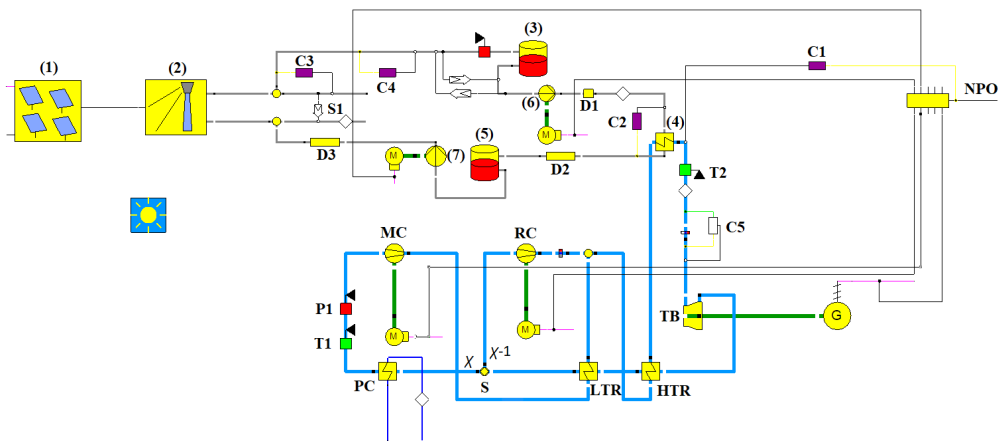 C1
(3)
C3
(1)
(2)
C4
NPO
S1
(6)
D1
C2
(4)
M
D3
M
(7)
(5)
D2
T2
C5
MC
RC
P1
TB
G
T1
M
M
χ
χ-1
PC
S
LTR
HTR